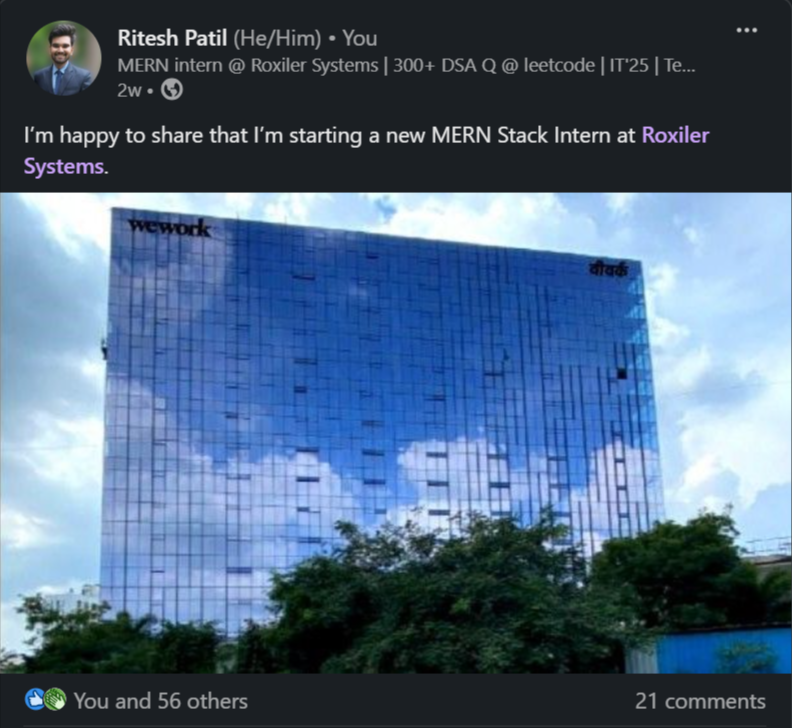 Ritesh Patil (He/Him) • You
MERN intern @ Roxiler Systems | 300+ DSA Q @ leetcode | IT'25 | Te...
2w •
I’m happy to share that I’m starting a new MERN Stack Intern at Roxiler
Systems.
wework
वीवर्क
You and 56 others
21 comments